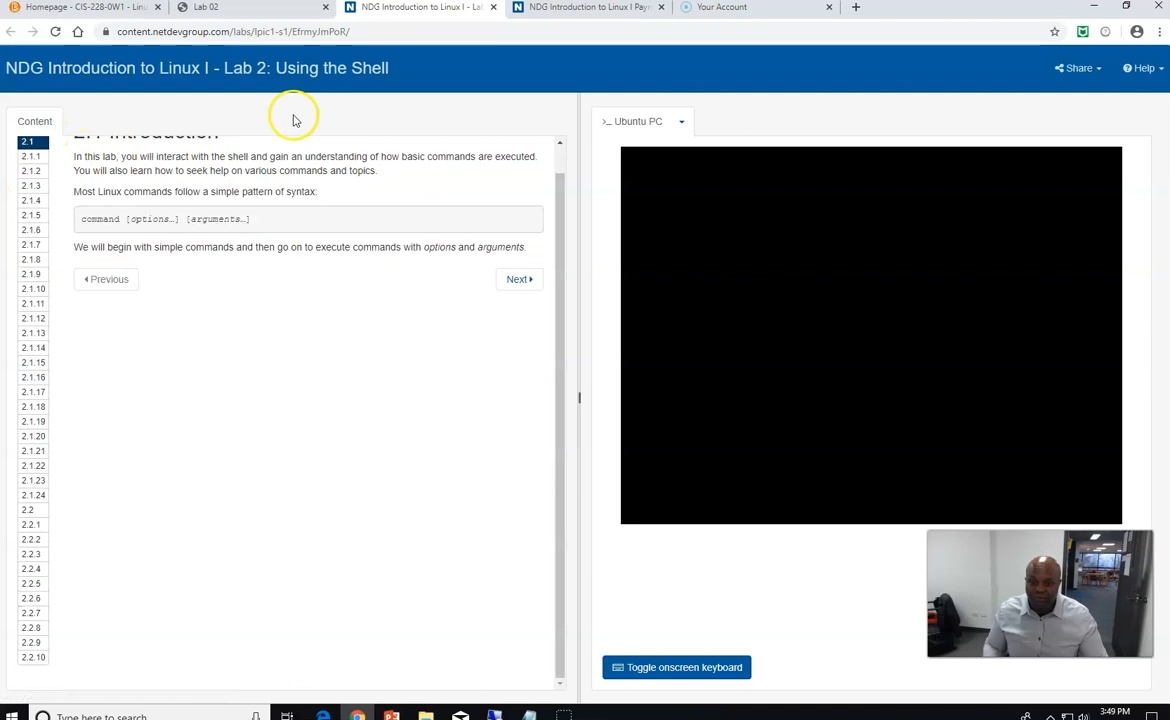 Homepage - CIS-228-0W1 - Linu
Lab 02
NDG Introduction to Linux I - La
NDG Introduction to Linux I Payn
Your Account
content.netdevgroup.com/labs/lpic1-s1/EfrmyJmPoR/
NDG Introduction to Linux I - Lab 2: Using the Shell
Share
Help
Content
>_ Ubuntu PC
2.1
2.1 Introduction
2.1.1
In this lab, you will interact with the shell and gain an understanding of how basic commands are executed.
2.1.2
You will also learn how to seek help on various commands and topics.
2.1.3
Most Linux commands follow a simple pattern of syntax:
2.1.4
2.1.5
command [options…] [arguments…]
2.1.6
2.1.7
We will begin with simple commands and then go on to execute commands with options and arguments.
2.1.8
2.1.9
Previous
Next
2.1.10
2.1.11
2.1.12
2.1.13
2.1.14
2.1.15
2.1.16
2.1.17
2.1.18
2.1.19
2.1.20
2.1.21
2.1.22
2.1.23
2.1.24
2.2
2.2.1
2.2.2
2.2.3
2.2.4
2.2.5
2.2.6
2.2.7
2.2.8
2.2.9
2.2.10
Toggle onscreen keyboard
Type here to search
3:49 PM